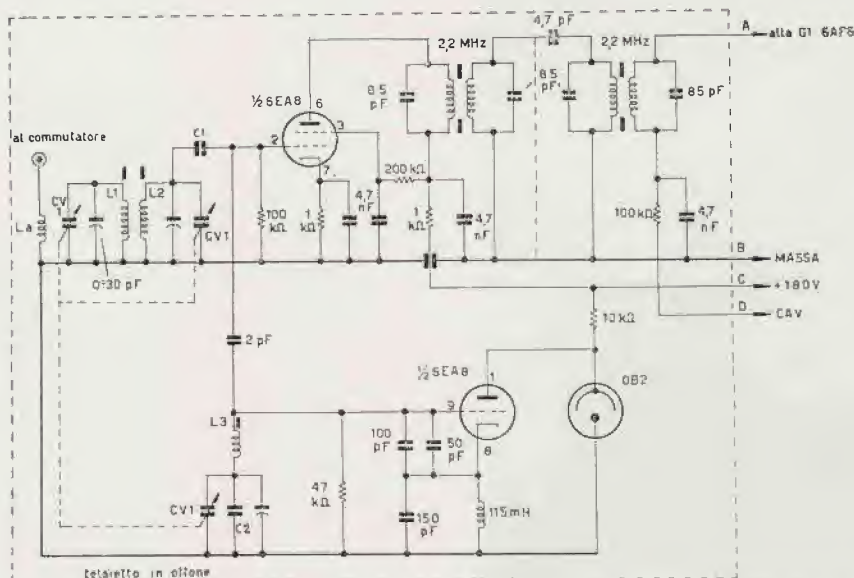 A
alla G1 6AF6
4,7 pF
2,2 MHz
2,2 MHz
85 pF
85 pF
85 pF
½ 6EA8
6
3
2
7
al commutatore
C1
La
CV 1
L1
L2
CV1
0÷30 pF
100 kΩ
1 kΩ
4,7 nF
200 kΩ
1 kΩ
4,7 nF
100 kΩ
4,7 nF
B
MASSA
C
+180V
D
CAV
10 kΩ
2 pF
½ 6EA8
1
9
8
0B2
L3
100 pF
50 pF
CV1
C2
47 kΩ
150 pF
115mH
telaietto in ottone